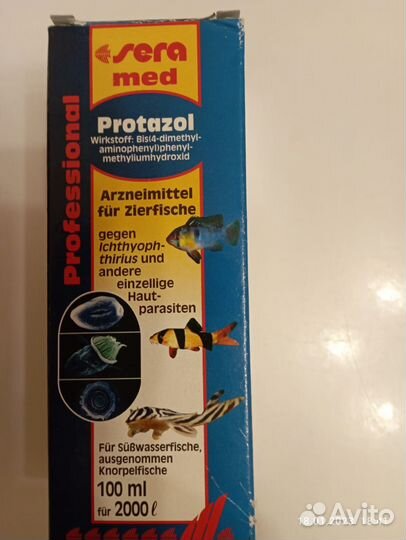 sera
med
Professional
Protazol
Wirkstoff: Bis(4-dimethyl-
aminophenyl)phenyl-
methyliumhydroxid
Arzneimittel
für Zierfische
gegen
Ichthyoph-
thirius und
andere
einzellige
Haut-
parasiten
Für Süßwasserfische,
ausgenommen
Knorpelfische
100 ml
für 2000 ℓ
Avito